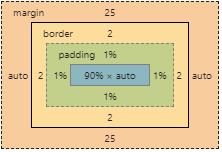 margin 25
border 2
padding 1%
auto 2 1% 90% × auto 1% 2 auto
1%
2
25